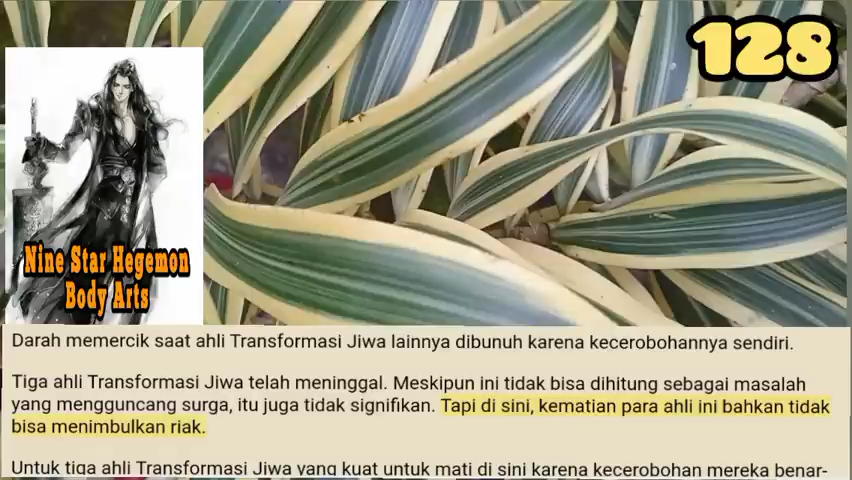 128
Nine Star Hegemon
Body Arts
Darah memercik saat ahli Transformasi Jiwa lainnya dibunuh karena kecerobohannya sendiri.
Tiga ahli Transformasi Jiwa telah meninggal. Meskipun ini tidak bisa dihitung sebagai masalah
yang mengguncang surga, itu juga tidak signifikan. Tapi di sini, kematian para ahli ini bahkan tidak
bisa menimbulkan riak.
Untuk tiga ahli Transformasi Jiwa yang kuat untuk mati di sini karena kecerobohan mereka benar-